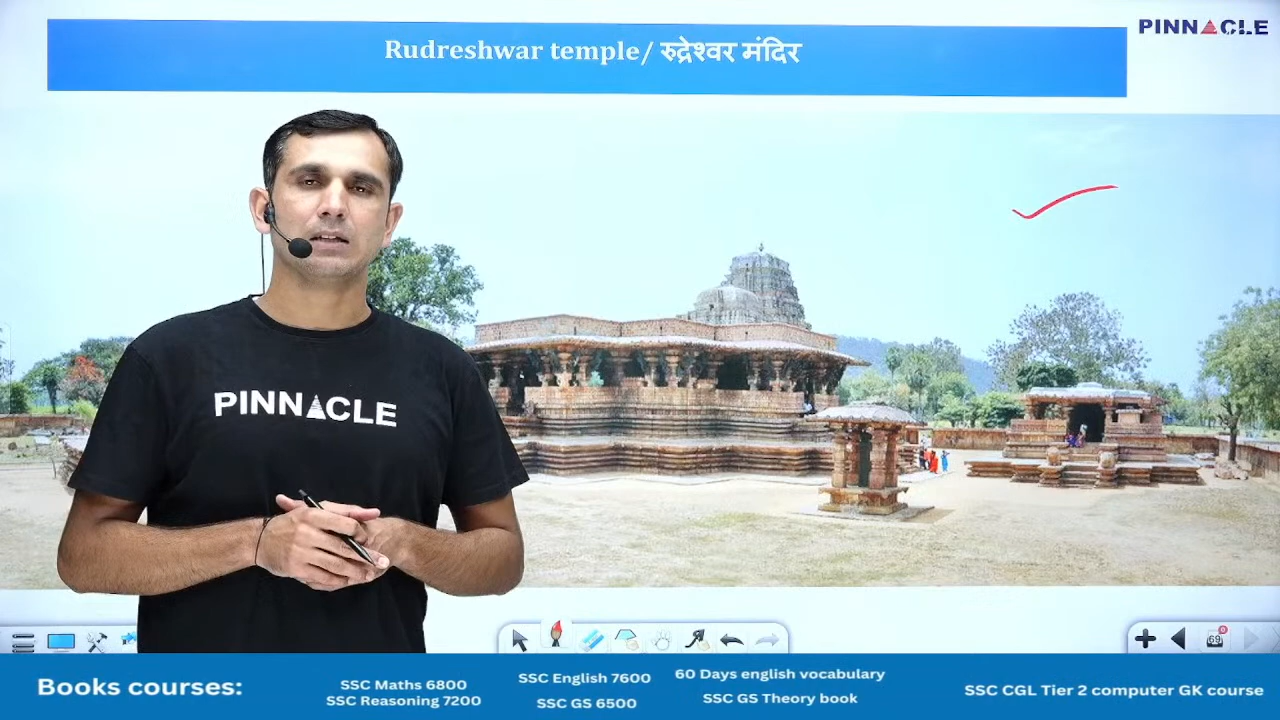 Rudreshwar temple/ रुद्रेश्वर मंदिर
PINNACLE
PINNACLE
69
Books courses:
SSC Maths 6800
SSC Reasoning 7200
SSC English 7600
SSC GS 6500
60 Days english vocabulary
SSC GS Theory book
SSC CGL Tier 2 computer GK course